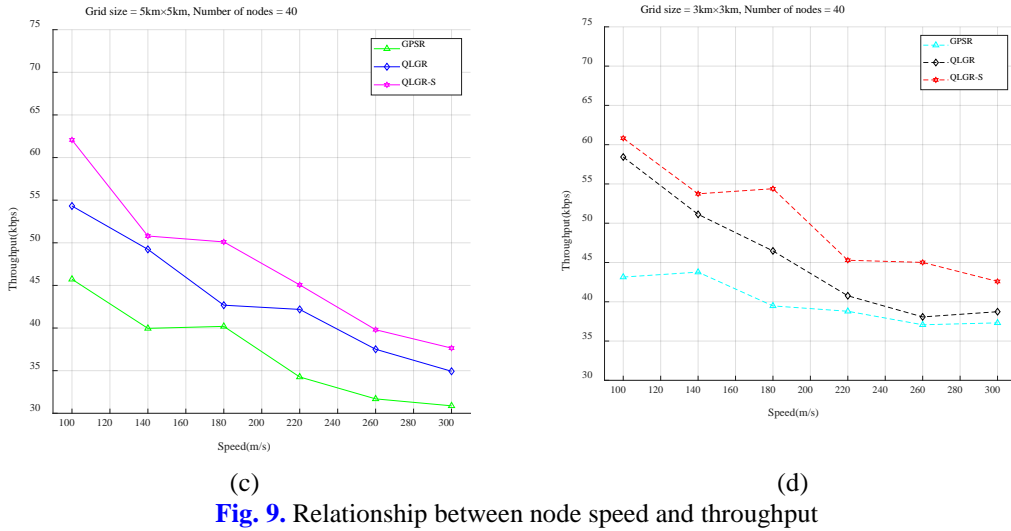 Grid size = 5km×5km, Number of nodes = 40
75
70
65
60
55
50
45
40
35
30
Throughput(kbps)
GPSR
QLGR
QLGR-S
100 120 140 160 180 200 220 240 260 280 300
Speed(m/s)
(c)
Grid size = 3km×3km, Number of nodes = 40
75
70
65
60
55
50
45
40
35
30
Throughput(kbps)
GPSR
QLGR
QLGR-S
100 120 140 160 180 200 220 240 260 280 300
Speed(m/s)
(d)
Fig. 9. Relationship between node speed and throughput